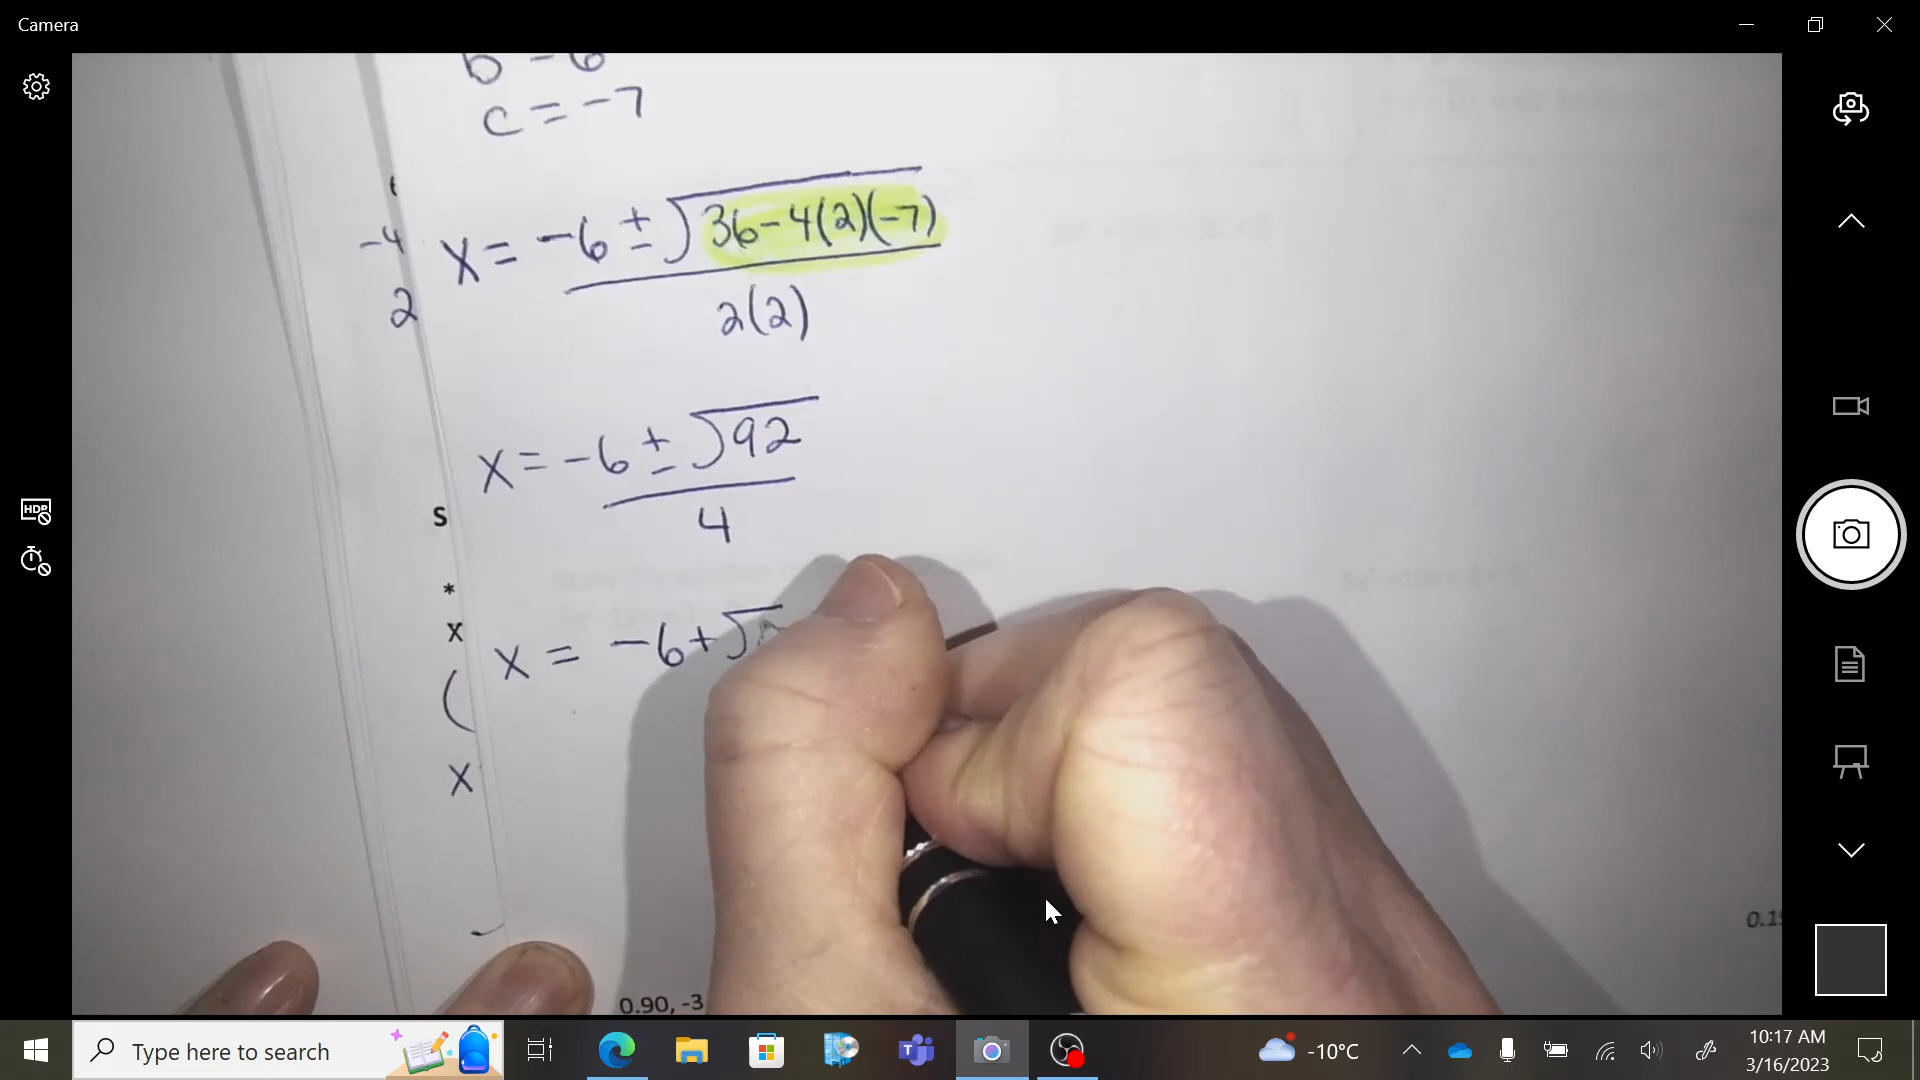 Camera
b = 6
c = -7
t
-4
x = -6 ± √36-4(2)(-7)
2
2(2)
x = -6 ± √92
4
S
*
x
x = -6+√
(
x
0.90, -3
Type here to search
-10°C
10:17 AM
3/16/2023